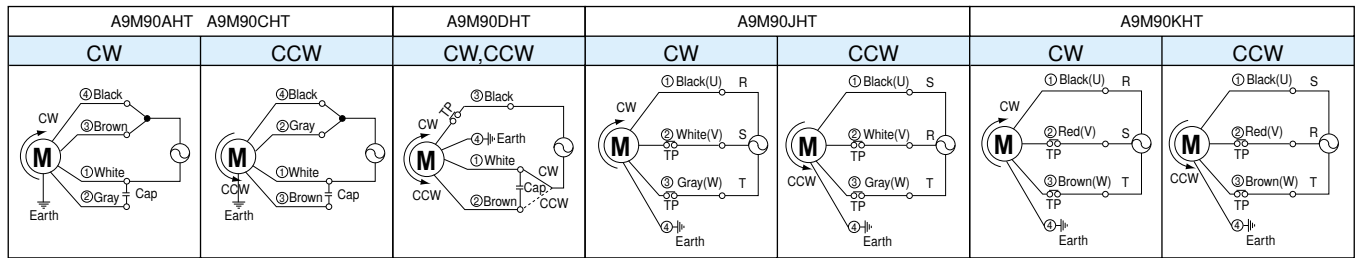 A9M90AHT A9M90CHT
A9M90DHT
A9M90JHT
A9M90KHT
CW
CCW
CW,CCW
CW
CCW
CW
CCW
④Black
CW
③Brown
M
①White
②Gray
Cap
Earth
④Black
②Gray
M
①White
CCW
③Brown
Cap
Earth
③Black
TP
CW
④ Earth
M
①White
CW
Cap
CCW
②Brown
CCW
①Black(U) R
CW
②White(V) S
M
TP
③ Gray(W) T
TP
④
Earth
①Black(U) S
②White(V) R
M
TP
CCW
③ Gray(W) T
TP
④
Earth
①Black(U) R
CW
②Red(V) S
M
TP
③Brown(W) T
TP
④
Earth
①Black(U) S
②Red(V) R
M
TP
CCW
③Brown(W) T
TP
④
Earth